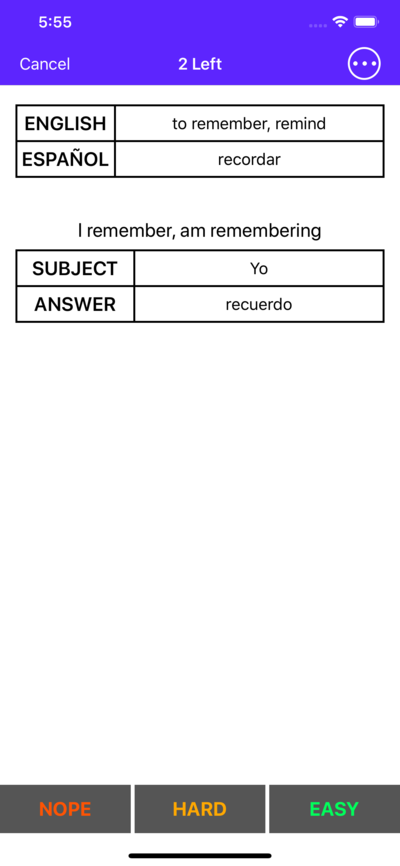 5:55
Cancel 2 Left
ENGLISH to remember, remind
ESPAÑOL recordar
I remember, am remembering
SUBJECT Yo
ANSWER recuerdo
NOPE HARD EASY